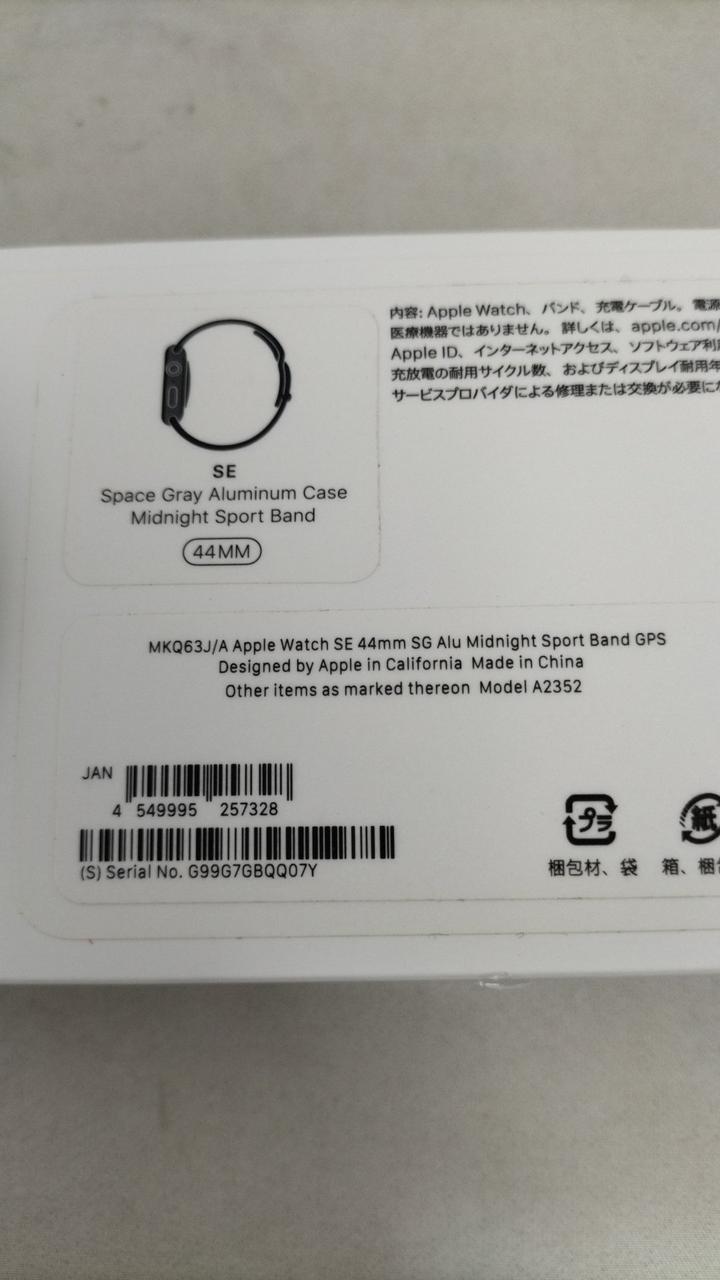 内容: Apple Watch、バンド、充電ケーブル。電源
医療機器ではありません。詳しくは、apple.com/
Apple ID、インターネットアクセス、ソフトウェア利
充放電の耐用サイクル数、およびディスプレイ耐用年
サービスプロバイダによる修理または交換が必要に
SE
Space Gray Aluminum Case
Midnight Sport Band
44MM
MKQ63J/A Apple Watch SE 44mm SG Alu Midnight Sport Band GPS
Designed by Apple in California Made in China
Other items as marked thereon Model A2352
JAN
4 549995 257328
(S) Serial No. G99G7GBQQ07Y
プラ
紙
梱包材、袋
箱、梱